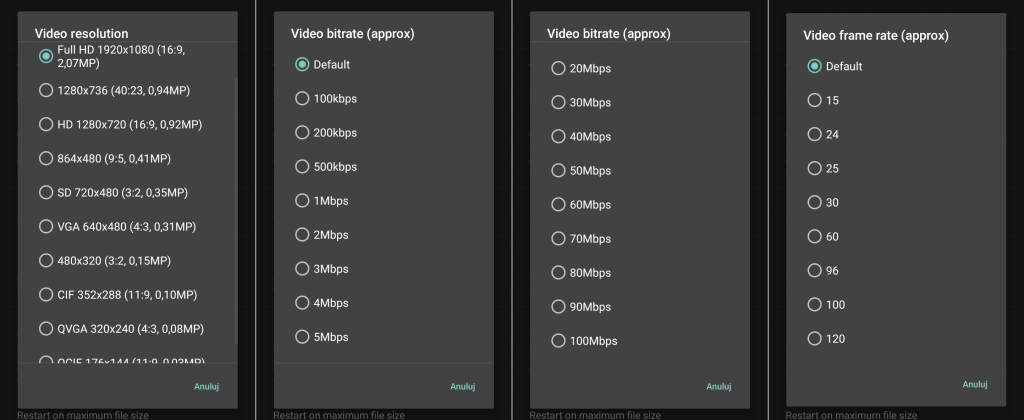 Video resolution
Full HD 1920x1080 (16:9,
2,07MP)
1280x736 (40:23, 0,94MP)
HD 1280x720 (16:9, 0,92MP)
864x480 (9:5, 0,41MP)
SD 720x480 (3:2, 0,35MP)
VGA 640x480 (4:3, 0,31MP)
480x320 (3:2, 0,15MP)
CIF 352x288 (11:9, 0,10MP)
QVGA 320x240 (4:3, 0,08MP)
QCIF 176x144 (11:9, 0,03MP)
Anuluj
Restart on maximum file size
Video bitrate (approx)
Default
100kbps
200kbps
500kbps
1Mbps
2Mbps
3Mbps
4Mbps
5Mbps
Anuluj
Restart on maximum file size
Video bitrate (approx)
20Mbps
30Mbps
40Mbps
50Mbps
60Mbps
70Mbps
80Mbps
90Mbps
100Mbps
Anuluj
Restart on maximum file size
Video frame rate (approx)
Default
15
24
25
30
60
96
100
120
Anuluj
Restart on maximum file size